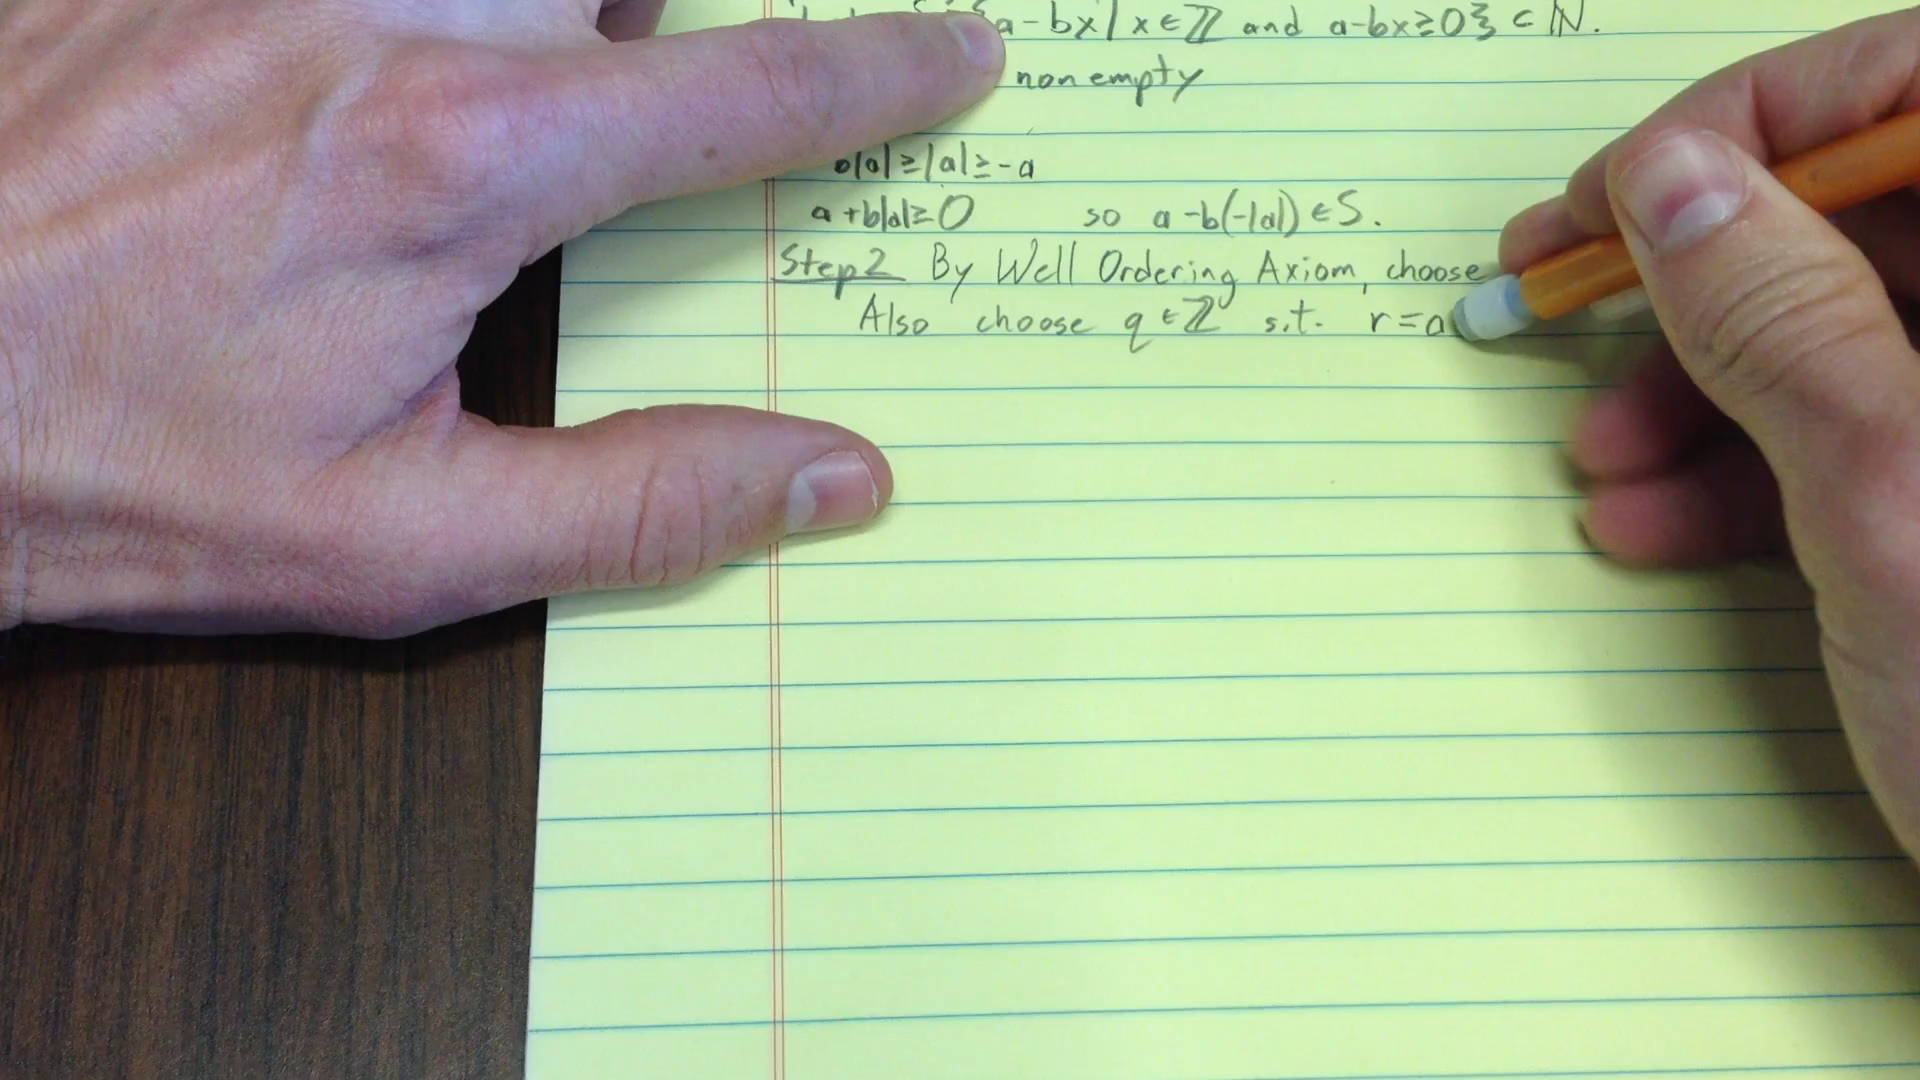 a-bx | x∈ℤ and a-bx≥0} ⊂ ℕ.
nonempty
b|a| ≥ |a| ≥ -a
a+b|a| ≥ 0 so a-b(-|a|) ∈ S.
Step 2 By Well Ordering Axiom, choose
Also choose q ∈ ℤ s.t. r=a